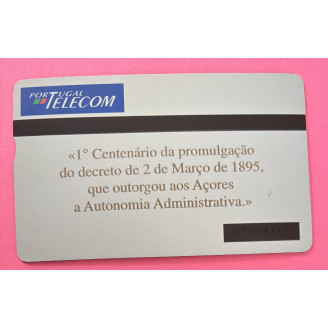 PORTUGAL
TELECOM
«1º Centenário da promulgação
do decreto de 2 de Março de 1895,
que outorgou aos Açores
a Autonomia Administrativa.»